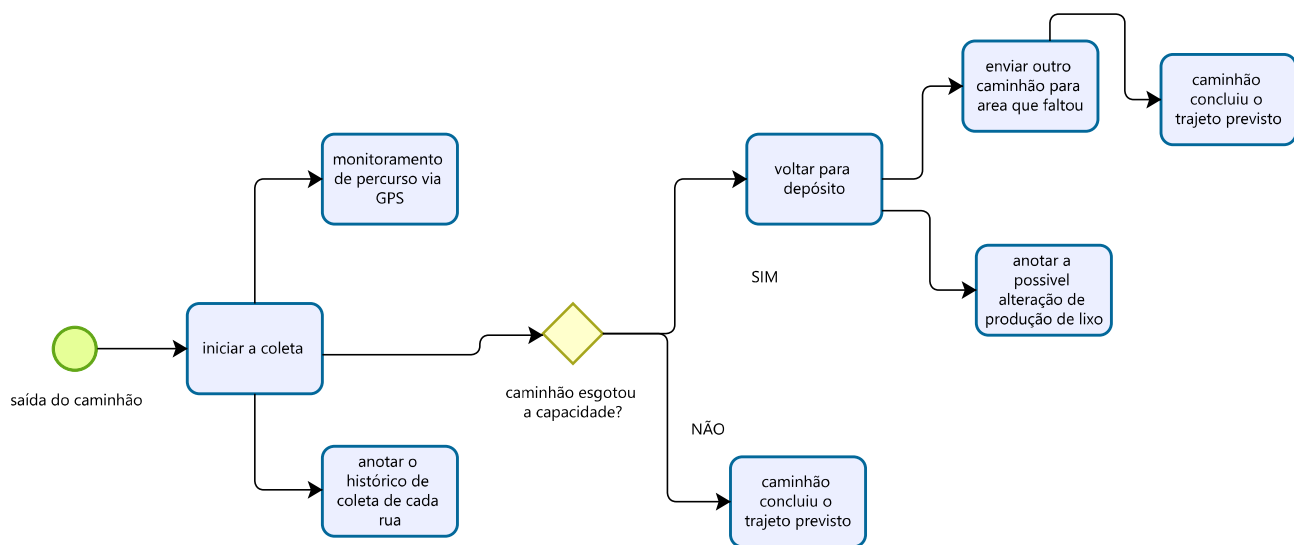 enviar outro
caminhão para
area que faltou
caminhão
concluiu o
trajeto previsto
monitoramento
de percurso via
GPS
voltar para
depósito
SIM
anotar a
possivel
alteração de
produção de lixo
iniciar a coleta
saída do caminhão
caminhão esgotou
a capacidade?
NÃO
anotar o
histórico de
coleta de cada
rua
caminhão
concluiu o
trajeto previsto